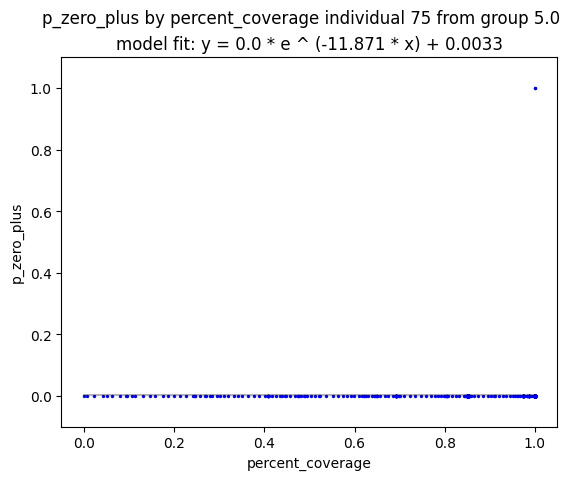 p_zero_plus by percent_coverage individual 75 from group 5.0
model fit: y = 0.0 * e ^ (-11.871 * x) + 0.0033
1.0
0.8
0.6
0.4
0.2
0.0
p_zero_plus
0.0 0.2 0.4 0.6 0.8 1.0
percent_coverage